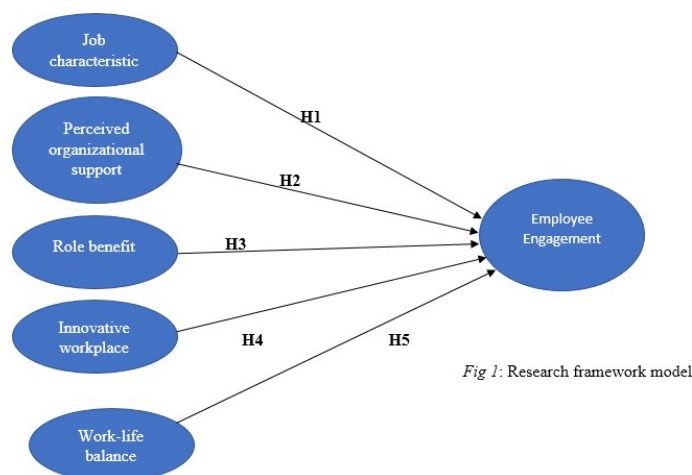 Job
characteristic
H1
Perceived
organizational
support
H2
Employee
Engagement
Role benefit
H3
Innovative
workplace
H4
H5
Fig 1: Research framework model
Work-life
balance